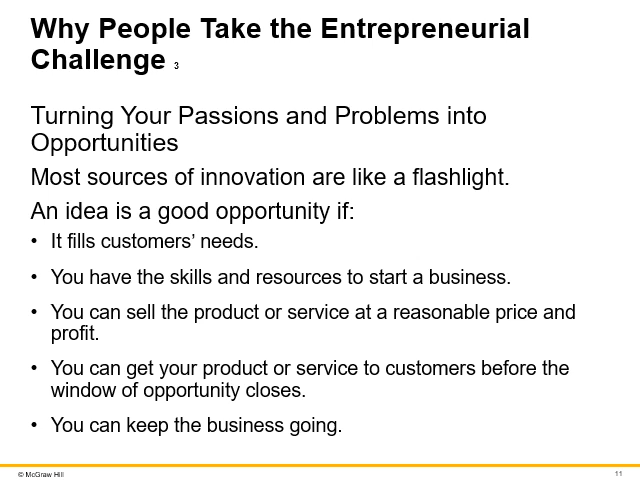 Why People Take the Entrepreneurial
Challenge 3
Turning Your Passions and Problems into
Opportunities
Most sources of innovation are like a flashlight.
An idea is a good opportunity if:
• It fills customers’ needs.
• You have the skills and resources to start a business.
• You can sell the product or service at a reasonable price and
profit.
• You can get your product or service to customers before the
window of opportunity closes.
• You can keep the business going.
© McGraw Hill
11